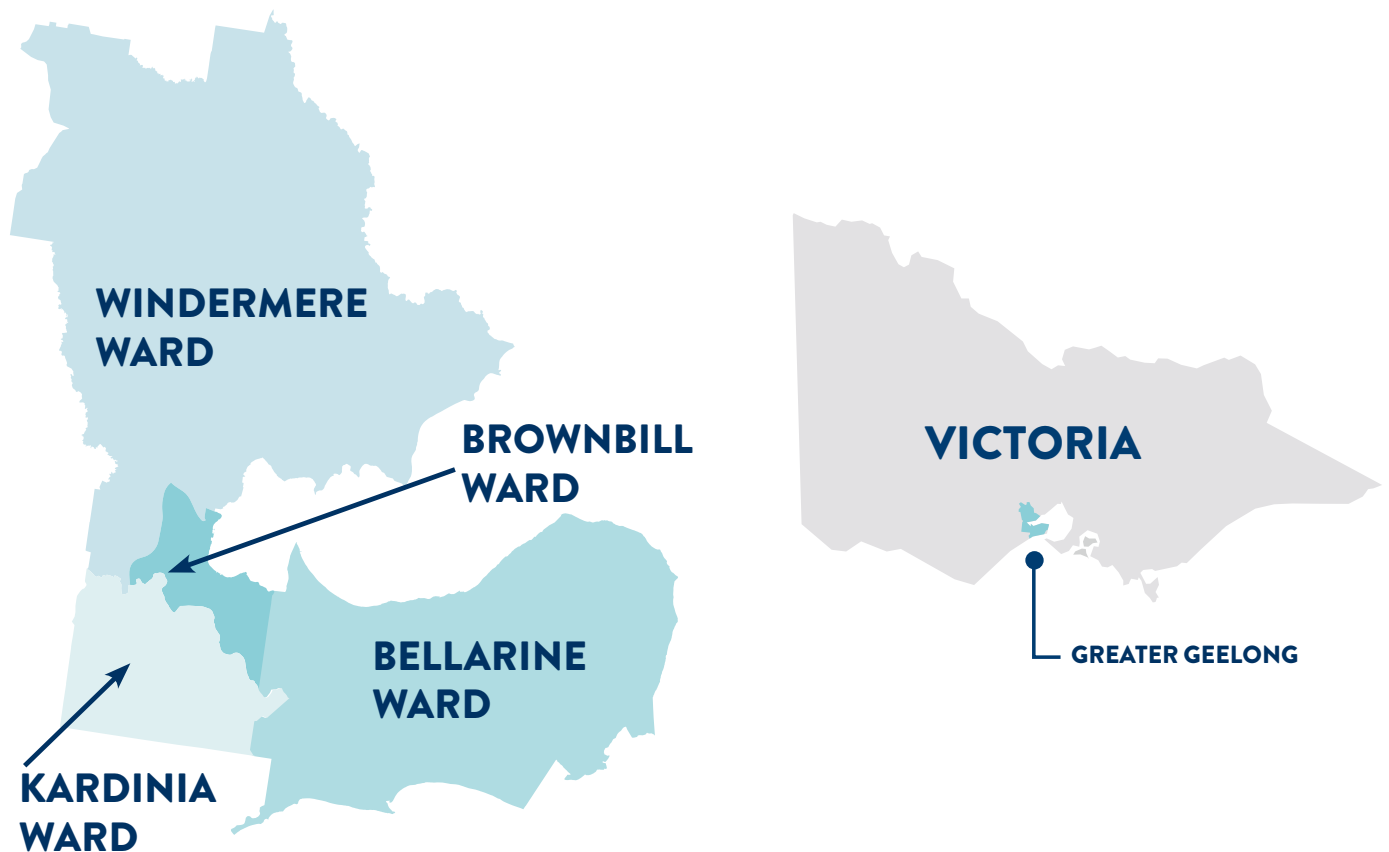 WINDERMERE
WARD
BROWNBILL
WARD
BELLARINE
WARD
KARDINIA
WARD
VICTORIA
GREATER GEELONG